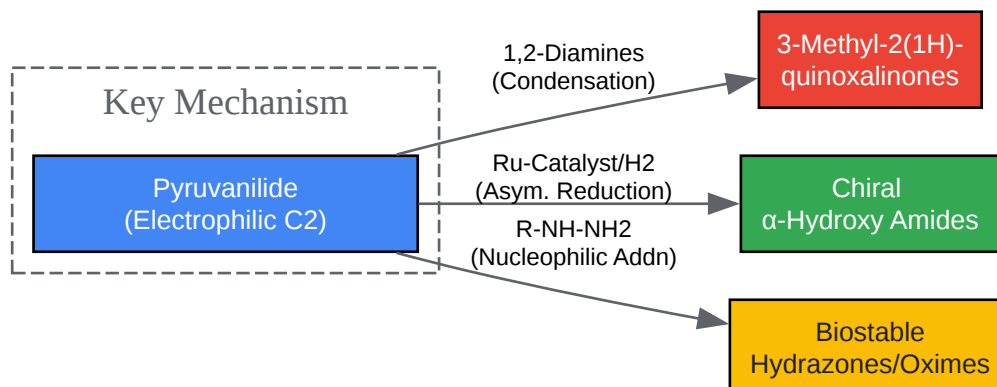 Key Mechanism
Pyruvanilide
(Electrophilic C2)
1,2-Diamines
(Condensation)
3-Methyl-2(1H)-
quinoxalinones
Ru-Catalyst/H2
(Asym. Reduction)
Chiral
α-Hydroxy Amides
R-NH-NH2
(Nucleophilic Addn)
Biostable
Hydrazones/Oximes